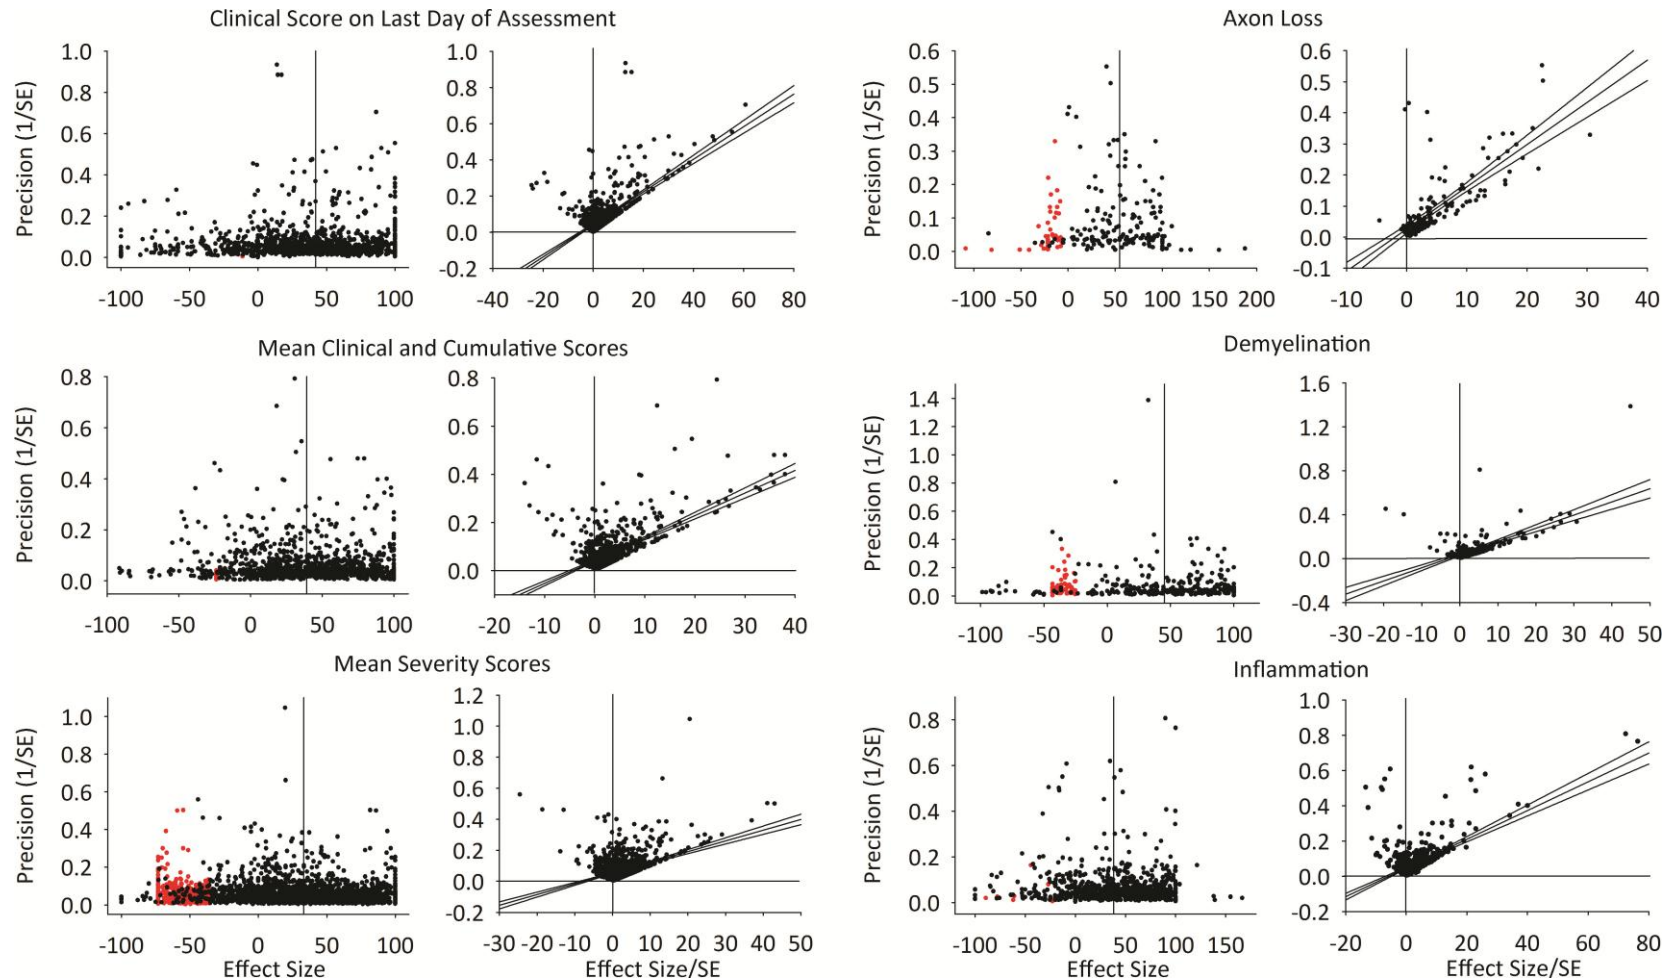 Clinical Score on Last Day of Assessment
Axon Loss
Precision (1/SE)
1.0
0.8
0.6
0.4
0.2
0.0
-100 -50 0 50 100
1.0
0.8
0.6
0.4
0.2
0.0
-0.2
-40 -20 0 20 40 60 80
Precision (1/SE)
0.6
0.5
0.4
0.3
0.2
0.1
0.0
-100 -50 0 50 100 150 200
0.6
0.5
0.4
0.3
0.2
0.1
0.0
-0.1
-10 0 10 20 30 40
Mean Clinical and Cumulative Scores
Demyelination
Precision (1/SE)
0.8
0.6
0.4
0.2
0.0
-100 -50 0 50 100
0.8
0.6
0.4
0.2
0.0
-20 -10 0 10 20 30 40
Precision (1/SE)
1.4
1.2
1.0
0.8
0.6
0.4
0.2
0.0
-100 -50 0 50 100
1.6
1.2
0.8
0.4
0.0
-0.4
-30 -20 -10 0 10 20 30 40 50
Mean Severity Scores
Inflammation
Precision (1/SE)
1.0
0.8
0.6
0.4
0.2
0.0
-100 -50 0 50 100
Effect Size
1.2
1.0
0.8
0.6
0.4
0.2
0.0
-0.2
-30 -20 -10 0 10 20 30 40 50
Effect Size/SE
Precision (1/SE)
0.8
0.6
0.4
0.2
0.0
-100 -50 0 50 100 150
Effect Size
1.0
0.8
0.6
0.4
0.2
0.0
-0.2
-20 0 20 40 60 80
Effect Size/SE